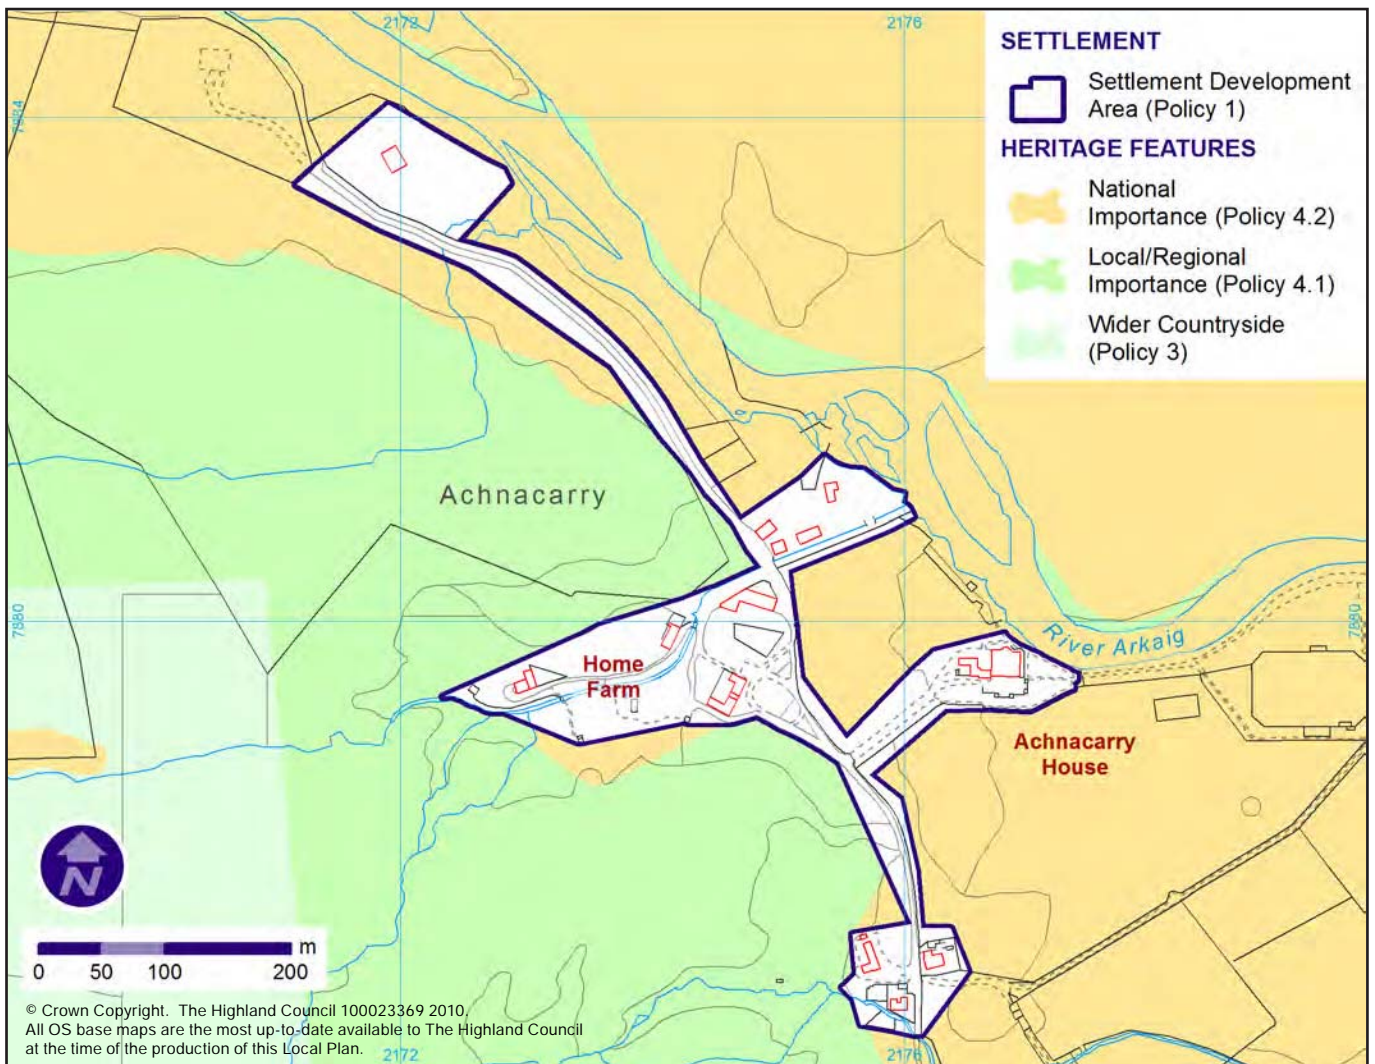 2172
2176
SETTLEMENT
Settlement Development
Area (Policy 1)
HERITAGE FEATURES
National
Importance (Policy 4.2)
Local/Regional
Importance (Policy 4.1)
Wider Countryside
(Policy 3)
7884
Achnacarry
7880
7880
River Arkaig
Home
Farm
Achnacarry
House
N
m
0 50 100 200
© Crown Copyright. The Highland Council 100023369 2010.
All OS base maps are the most up-to-date available to The Highland Council
at the time of the production of this Local Plan.
2172
2176